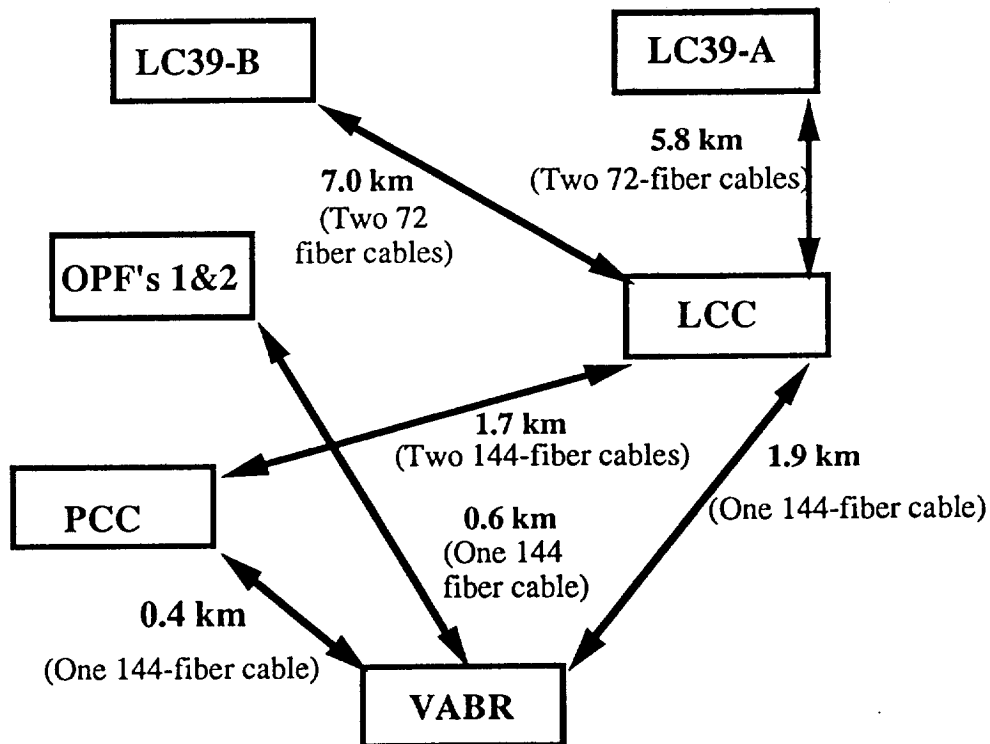 LC39-B
LC39-A
5.8 km
(Two 72-fiber cables)
7.0 km
(Two 72
fiber cables)
OPF's 1&2
LCC
1.7 km
(Two 144-fiber cables)
1.9 km
(One 144-fiber cable)
PCC
0.6 km
(One 144
fiber cable)
0.4 km
(One 144-fiber cable)
VABR